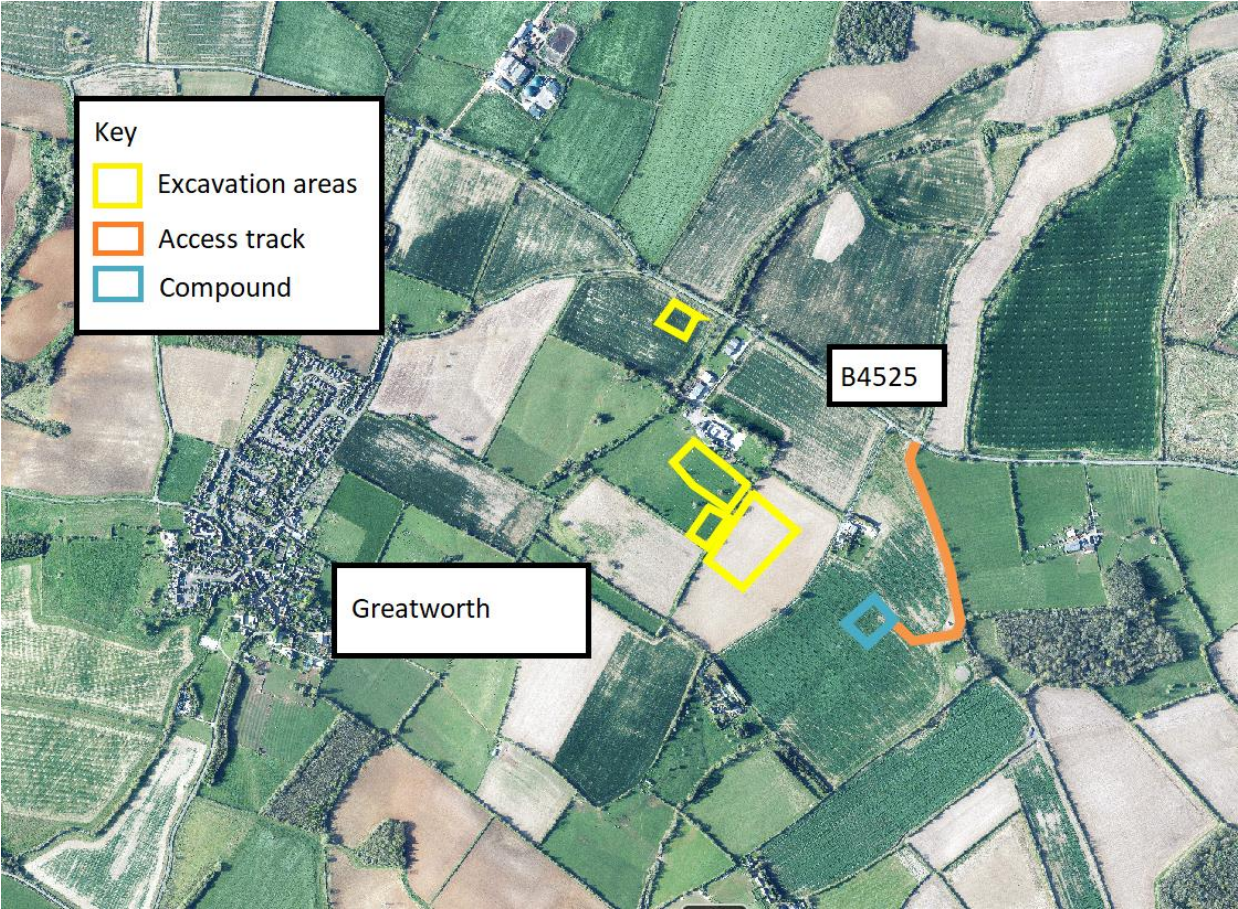 Key
Excavation areas
Access track
Compound
B4525
Greatworth